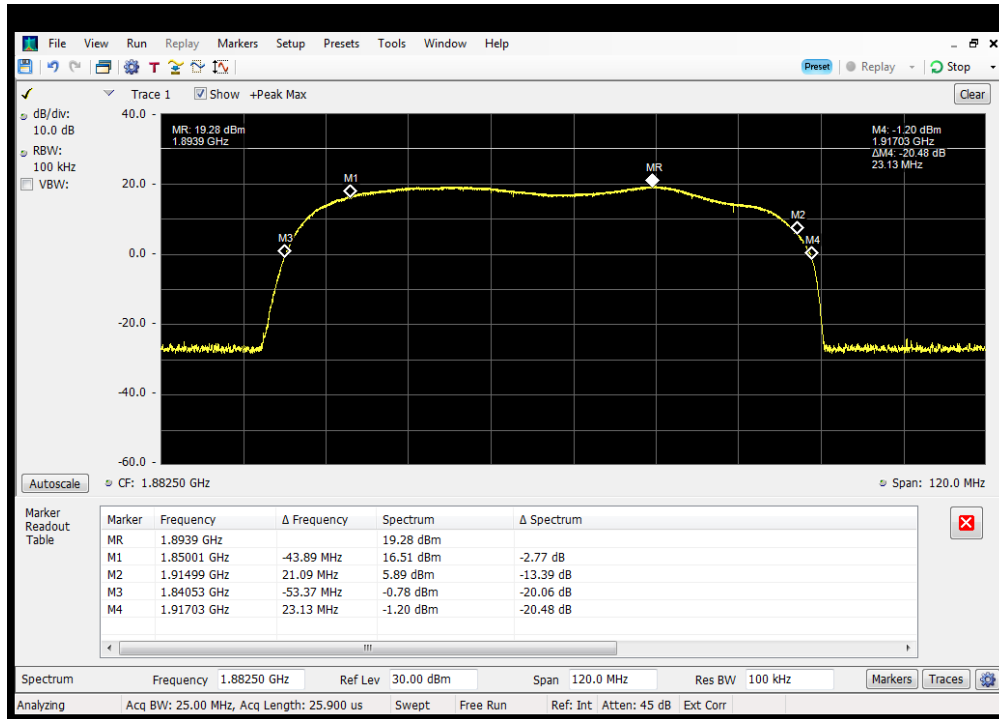 File View Run Replay Markers Setup Presets Tools Window Help
T Preset Replay Stop
Trace 1 Show +Peak Max Clear
dB/div:
10.0 dB
RBW:
100 kHz
VBW:
40.0
20.0
0.0
-20.0
-40.0
-60.0
MR: 19.28 dBm
1.8939 GHz
M4: -1.20 dBm
1.91703 GHz
ΔM4: -20.48 dB
23.13 MHz
M1
MR
M2
M3
M4
Autoscale CF: 1.88250 GHz Span: 120.0 MHz
Marker
Readout
Table
Marker Frequency Δ Frequency Spectrum Δ Spectrum
MR 1.8939 GHz 19.28 dBm
M1 1.85001 GHz -43.89 MHz 16.51 dBm -2.77 dB
M2 1.91499 GHz 21.09 MHz 5.89 dBm -13.39 dB
M3 1.84053 GHz -53.37 MHz -0.78 dBm -20.06 dB
M4 1.91703 GHz 23.13 MHz -1.20 dBm -20.48 dB
Spectrum Frequency 1.88250 GHz Ref Lev 30.00 dBm Span 120.0 MHz Res BW 100 kHz Markers Traces
Analyzing Acq BW: 25.00 MHz, Acq Length: 25.900 us Swept Free Run Ref: Int Atten: 45 dB Ext Corr